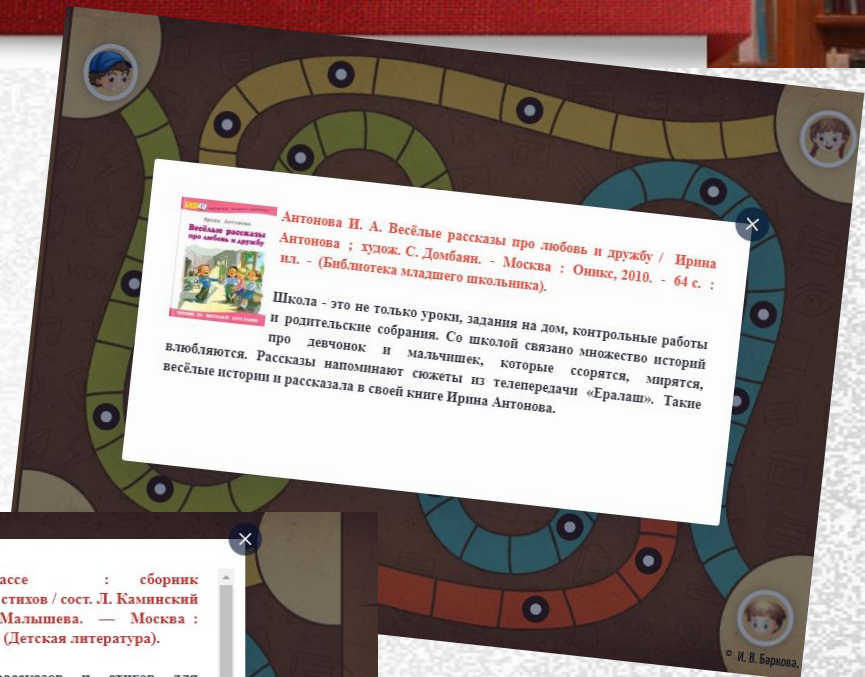 Ирина Антонова
Весёлые рассказы
про любовь и дружбу
Антонова И. А. Весёлые рассказы про любовь и дружбу / Ирина
Антонова ; худож. С. Домбаян. - Москва : Оникс, 2010. - 64 с. :
ил. - (Библиотека младшего школьника).
Школа - это не только уроки, задания на дом, контрольные работы
и родительские собрания. Со школой связано множество историй
про девчонок и мальчишек, которые ссорятся, мирятся,
влюбляются. Рассказы напоминают сюжеты из телепередачи «Ералаш». Такие
весёлые истории и рассказала в своей книге Ирина Антонова.
: сборник
стихов / сост. Л. Каминский
Малышева. — Москва :
(Детская литература).
и стихов для
© И. В. Баркова.